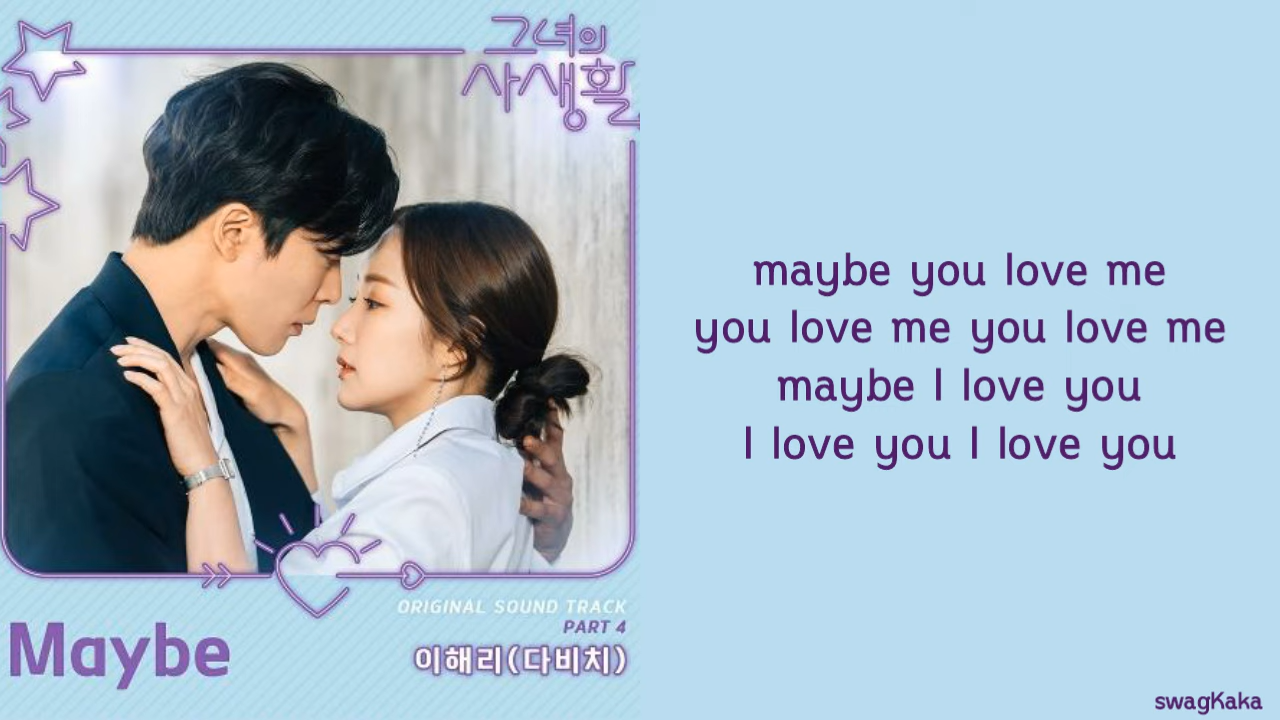 그녀의
사생활
ORIGINAL SOUND TRACK
PART 4
이해리(다비치)
Maybe
maybe you love me
you love me you love me
maybe I love you
I love you I love you
swagKaka